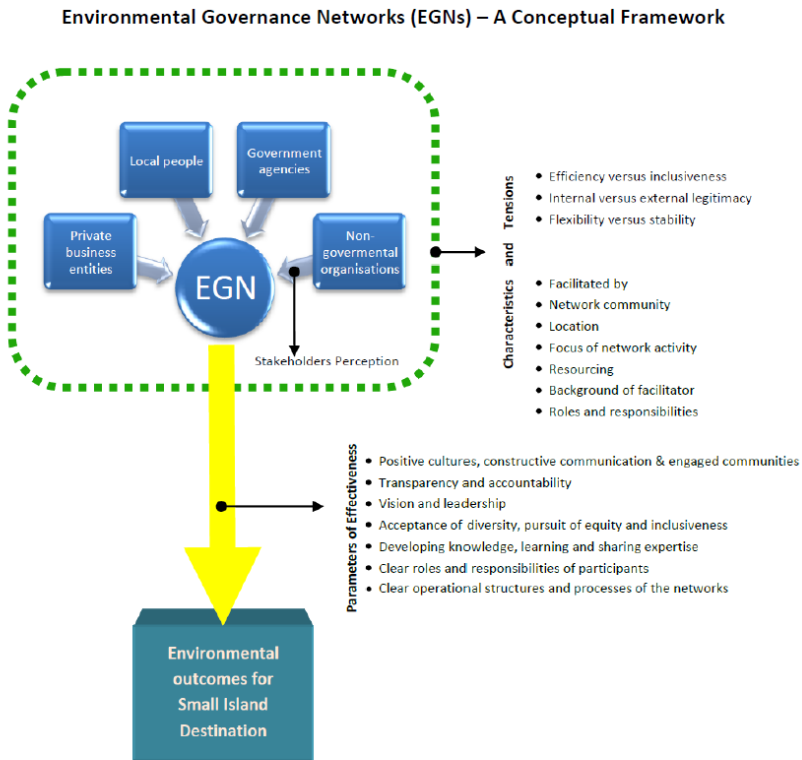 Environmental Governance Networks (EGNs) – A Conceptual Framework
Local people
Government
agencies
Private
business
entities
Non-
govermental
organisations
EGN
Stakeholders Perception
Characteristics and Tensions
• Efficiency versus inclusiveness
• Internal versus external legitimacy
• Flexibility versus stability
• Facilitated by
• Network community
• Location
• Focus of network activity
• Resourcing
• Background of facilitator
• Roles and responsibilities
Parameters of Effectiveness
• Positive cultures, constructive communication & engaged communities
• Transparency and accountability
• Vision and leadership
• Acceptance of diversity, pursuit of equity and inclusiveness
• Developing knowledge, learning and sharing expertise
• Clear roles and responsibilities of participants
• Clear operational structures and processes of the networks
Environmental
outcomes for
Small Island
Destination